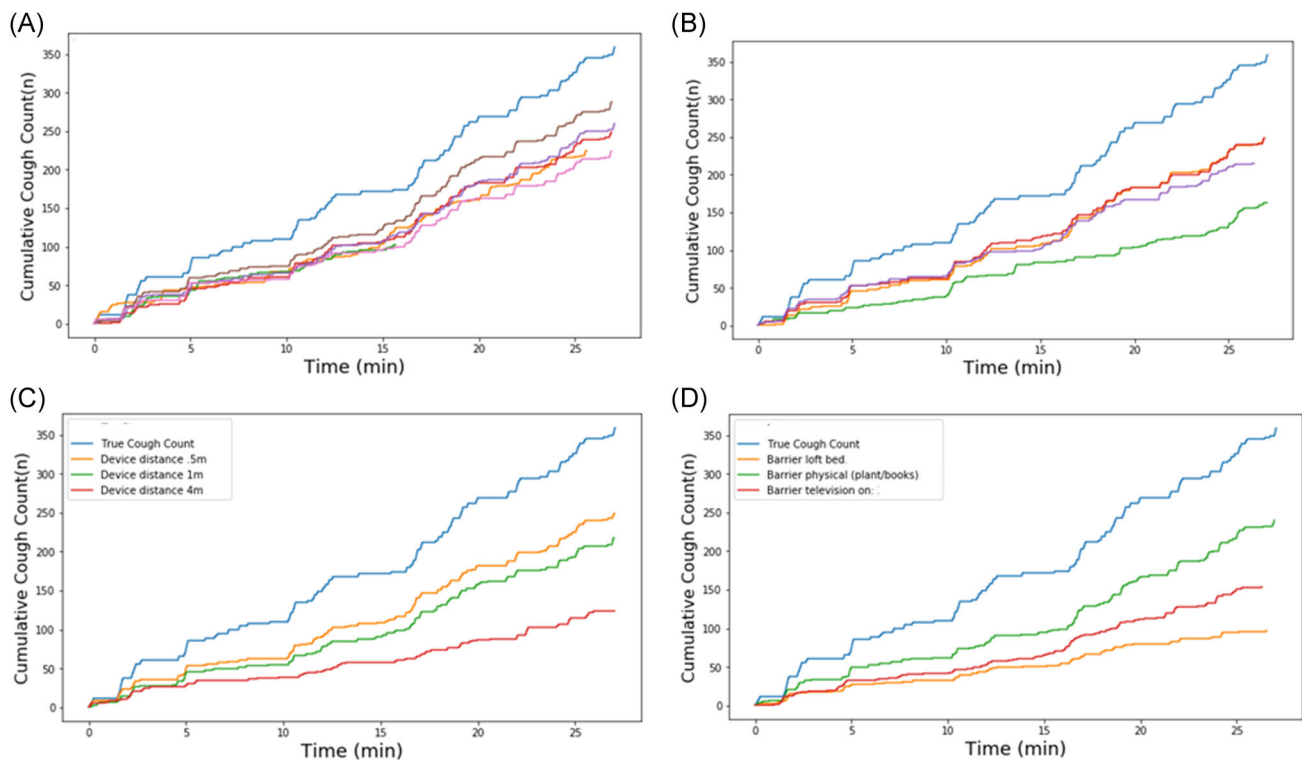 (A)
350
300
250
200
150
100
50
0
Cumulative Cough Count(n)
0 5 10 15 20 25
Time (min)
(B)
350
300
250
200
150
100
50
0
Cumulative Cough Count(n)
0 5 10 15 20 25
Time (min)
(C)
True Cough Count
Device distance .5m
Device distance 1m
Device distance 4m
350
300
250
200
150
100
50
0
Cumulative Cough Count(n)
0 5 10 15 20 25
Time (min)
(D)
True Cough Count
Barrier loft bed.
Barrier physical (plant/books)
Barrier television on:
350
300
250
200
150
100
50
0
Cumulative Cough Count(n)
0 5 10 15 20 25
Time (min)